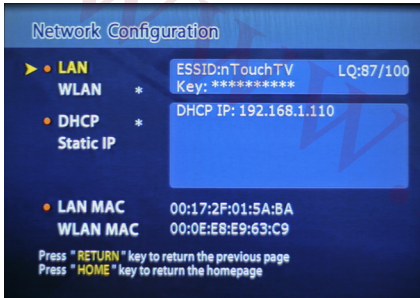 Network Configuration
LAN
ESSID:nTouchTV LQ:87/100
WLAN *
Key: **********
DHCP *
DHCP IP: 192.168.1.110
Static IP
LAN MAC 00:17:2F:01:5A:BA
WLAN MAC 00:0E:E8:E9:63:C9
Press " RETURN " key to return the previous page
Press " HOME " key to return the homepage